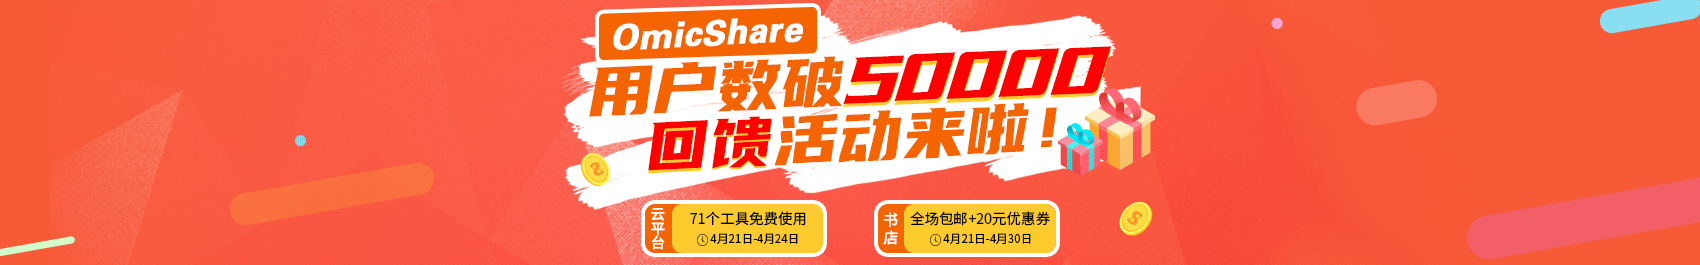 OmicShare
用户数破50000
回馈活动来啦!
云平台
71个工具免费使用
4月21日-4月24日
书店
全场包邮+20元优惠券
4月21日-4月30日